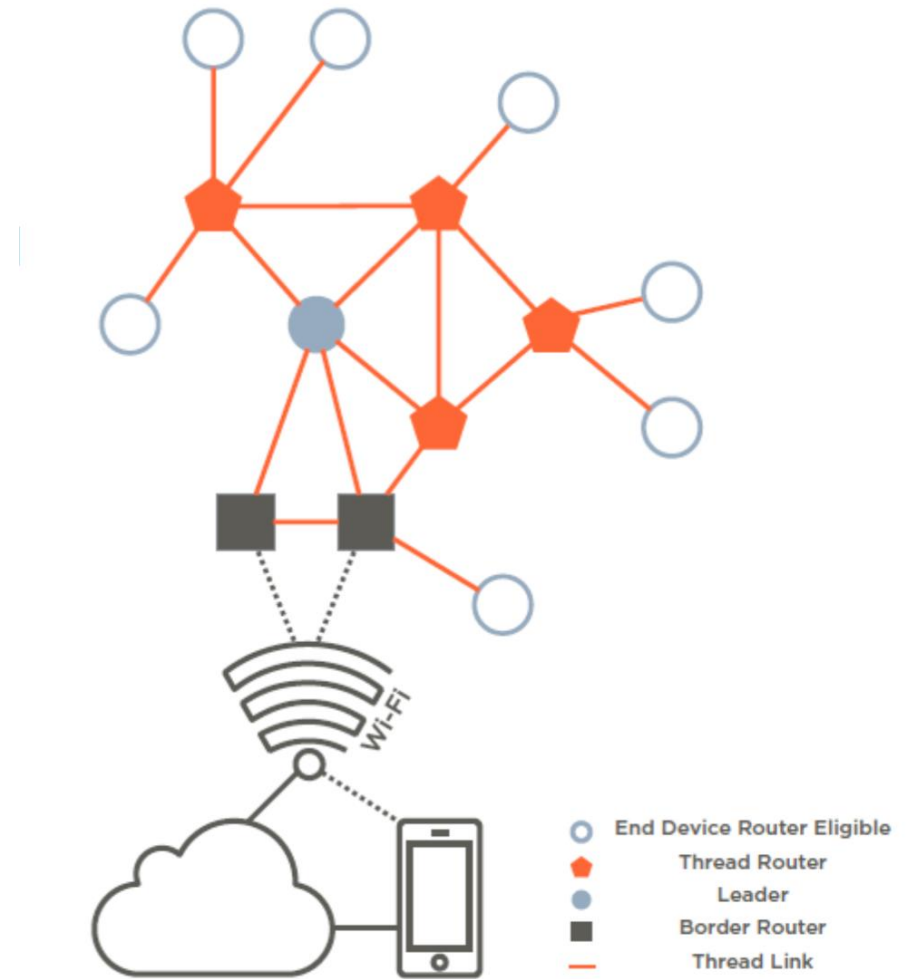 Wi-Fi
End Device Router Eligible
Thread Router
Leader
Border Router
Thread Link